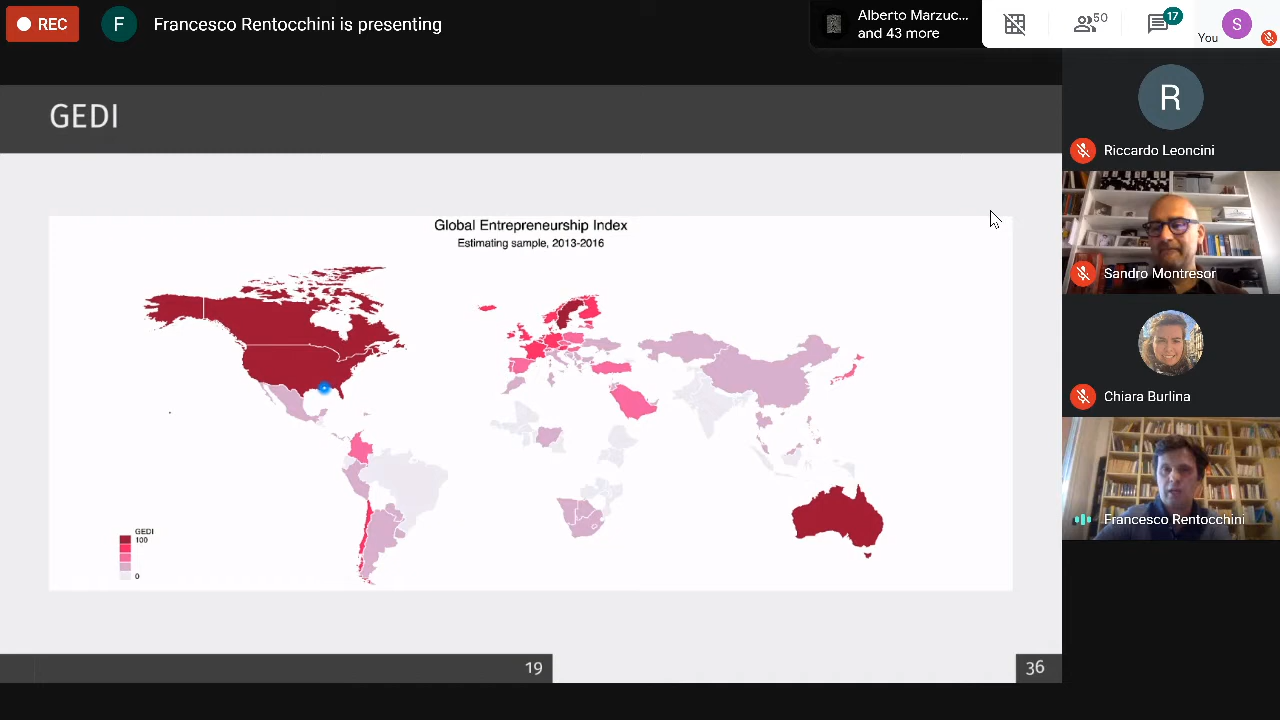 REC
F
Francesco Rentocchini is presenting
Alberto Marzuc...
and 43 more
50
17
You
S
GEDI
Global Entrepreneurship Index
Estimating sample, 2013-2016
GEDI
100
0
19
36
R
Riccardo Leoncini
Sandro Montresor
Chiara Burlina
Francesco Rentocchini